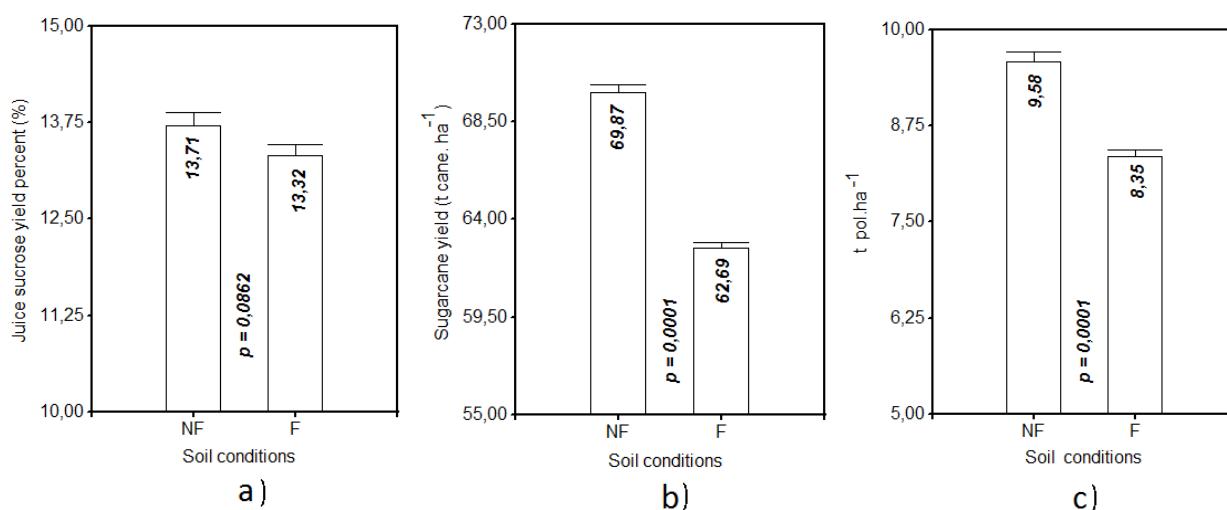 Juice sucrose yield percent (%)
15,00
13,75
12,50
11,25
10,00
13,71
13,32
p = 0,0862
NF
F
Soil conditions
a)
Sugarcane yield (t cane. ha⁻¹)
73,00
68,50
64,00
59,50
55,00
69,87
62,69
p = 0,0001
NF
F
Soil conditions
b)
t pol.ha⁻¹
10,00
8,75
7,50
6,25
5,00
9,58
8,35
p = 0,0001
NF
F
Soil conditions
c)